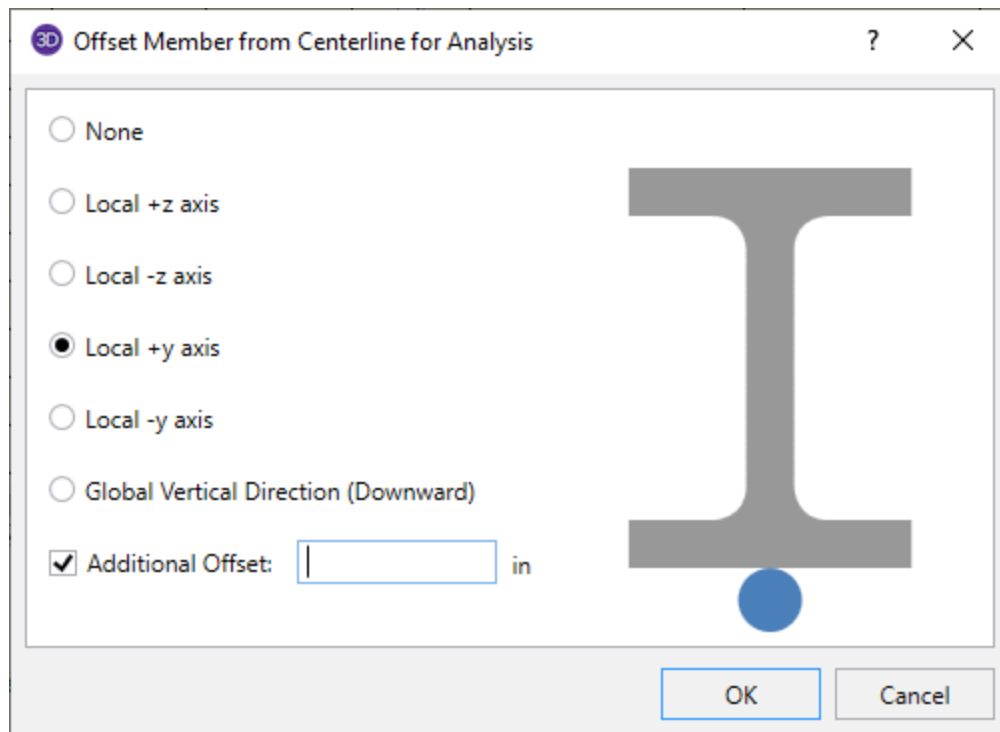 3D Offset Member from Centerline for Analysis ?
None
Local +z axis
Local -z axis
Local +y axis
Local -y axis
Global Vertical Direction (Downward)
Additional Offset: in
OK Cancel